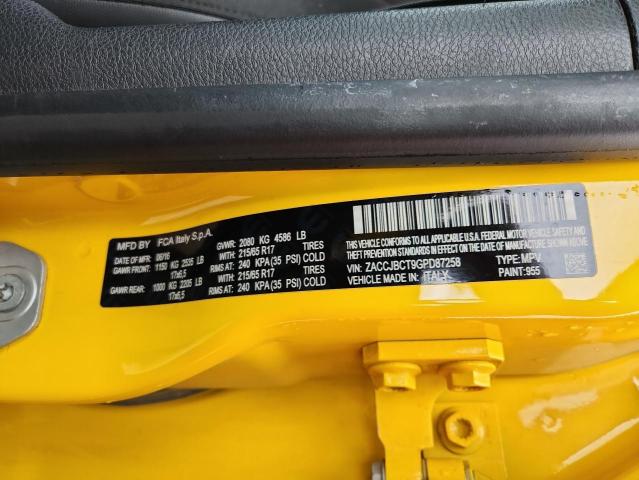 MFD BY FCA Italy S.p.A.
DATE OF MFR: 06/16 GVWR: 2080 KG 4586 LB
GAWR FRONT: 1150 KG 2535 LB WITH: 215/65 R17 TIRES
17x6,5 RIMS AT: 240 KPA (35 PSI) COLD
GAWR REAR: 1000 KG 2205 LB WITH: 215/65 R17 TIRES
17x6,5 RIMS AT: 240 KPA (35 PSI) COLD
THIS VEHICLE CONFORMS TO ALL APPLICABLE U.S. FEDERAL MOTOR VEHICLE SAFETY, BUMPER, AND
THEFT PREVENTION STANDARDS IN EFFECT ON THE DATE OF MANUFACTURE SHOWN ABOVE.
VIN: ZACCJBCT9GPD87258 TYPE: MPV
VEHICLE MADE IN: ITALY PAINT: 955